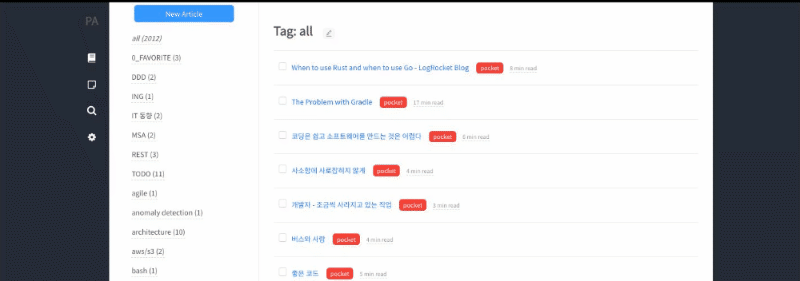 PA
New Article
all (2012)
0_FAVORITE (3)
DDD (2)
ING (1)
IT 동향 (2)
MSA (2)
REST (3)
TODO (11)
agile (1)
anomaly detection (1)
architecture (10)
aws/s3 (2)
bash (1)
Tag: all
When to use Rust and when to use Go - LogRocket Blog pocket 8 min read
The Problem with Gradle pocket 17 min read
코딩은 쉽고 소프트웨어를 만드는 것은 어렵다 pocket 8 min read
사소함에 사로잡히지 않게 pocket 4 min read
개발자 - 조금씩 사라지고 있는 직업 pocket 3 min read
버스의 사람 pocket 4 min read
좋은 코드 pocket 5 min read